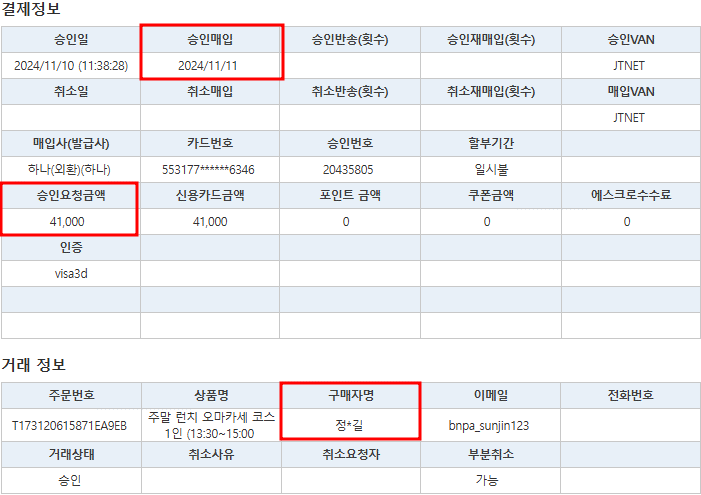 결제정보
승인일 승인매입 승인반송(횟수) 승인재매입(횟수) 승인VAN
2024/11/10 (11:38:28) 2024/11/11 JTNET
취소일 취소매입 취소반송(횟수) 취소재매입(횟수) 매입VAN
JTNET
매입사(발급사) 카드번호 승인번호 할부기간
하나(외환)(하나) 553177******6346 20435805 일시불
승인요청금액 신용카드금액 포인트 금액 쿠폰금액 에스크로수수료
41,000 41,000 0 0 0
인증
visa3d
거래 정보
주문번호 상품명 구매자명 이메일 전화번호
T173120615871EA9EB 주말 런치 오마카세 코스 정*길 bnpa_sunjin123
1인 (13:30~15:00
거래상태 취소사유 취소요청자 부분취소
승인 가능